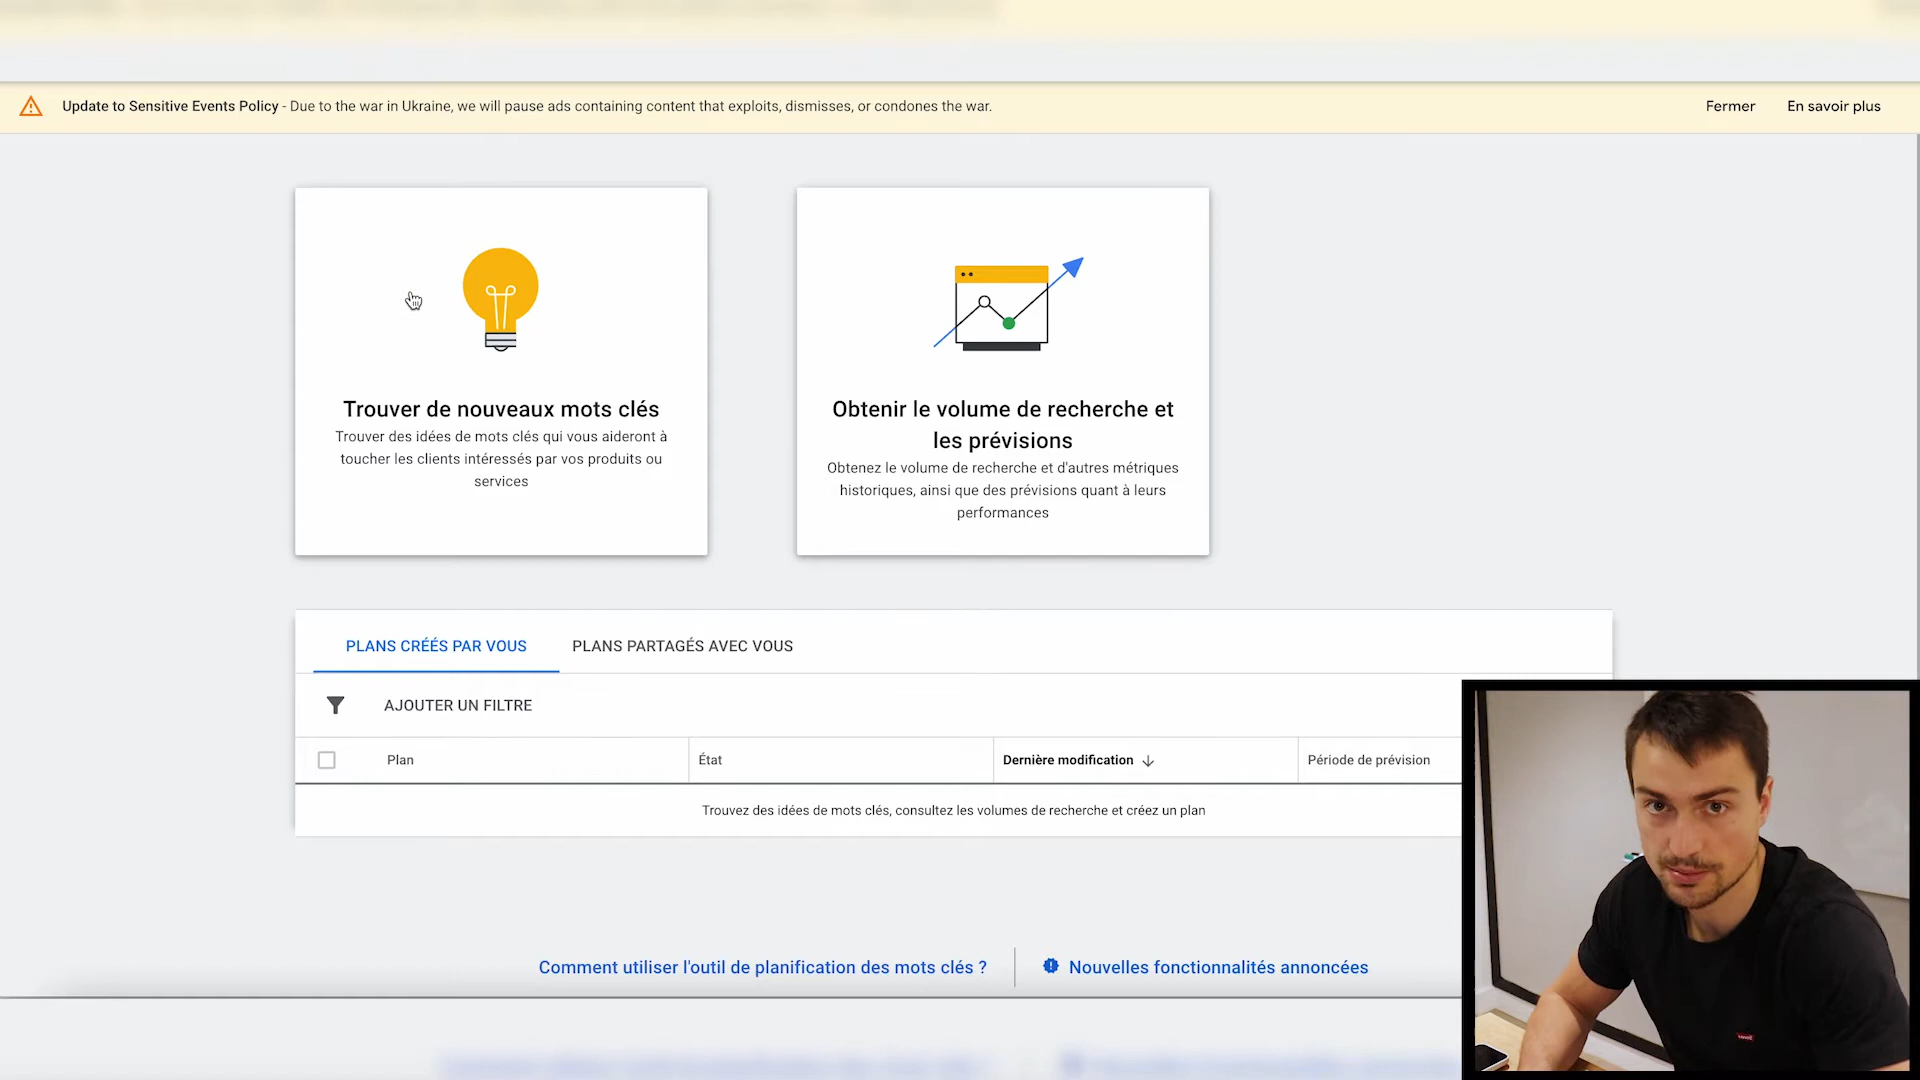 Update to Sensitive Events Policy - Due to the war in Ukraine, we will pause ads containing content that exploits, dismisses, or condones the war.
Fermer
En savoir plus
Trouver de nouveaux mots clés
Trouver des idées de mots clés qui vous aideront à
toucher les clients intéressés par vos produits ou
services
Obtenir le volume de recherche et
les prévisions
Obtenez le volume de recherche et d'autres métriques
historiques, ainsi que des prévisions quant à leurs
performances
PLANS CRÉÉS PAR VOUS
PLANS PARTAGÉS AVEC VOUS
AJOUTER UN FILTRE
Plan
État
Dernière modification
Période de prévision
Trouvez des idées de mots clés, consultez les volumes de recherche et créez un plan
Comment utiliser l'outil de planification des mots clés ?
Nouvelles fonctionnalités annoncées